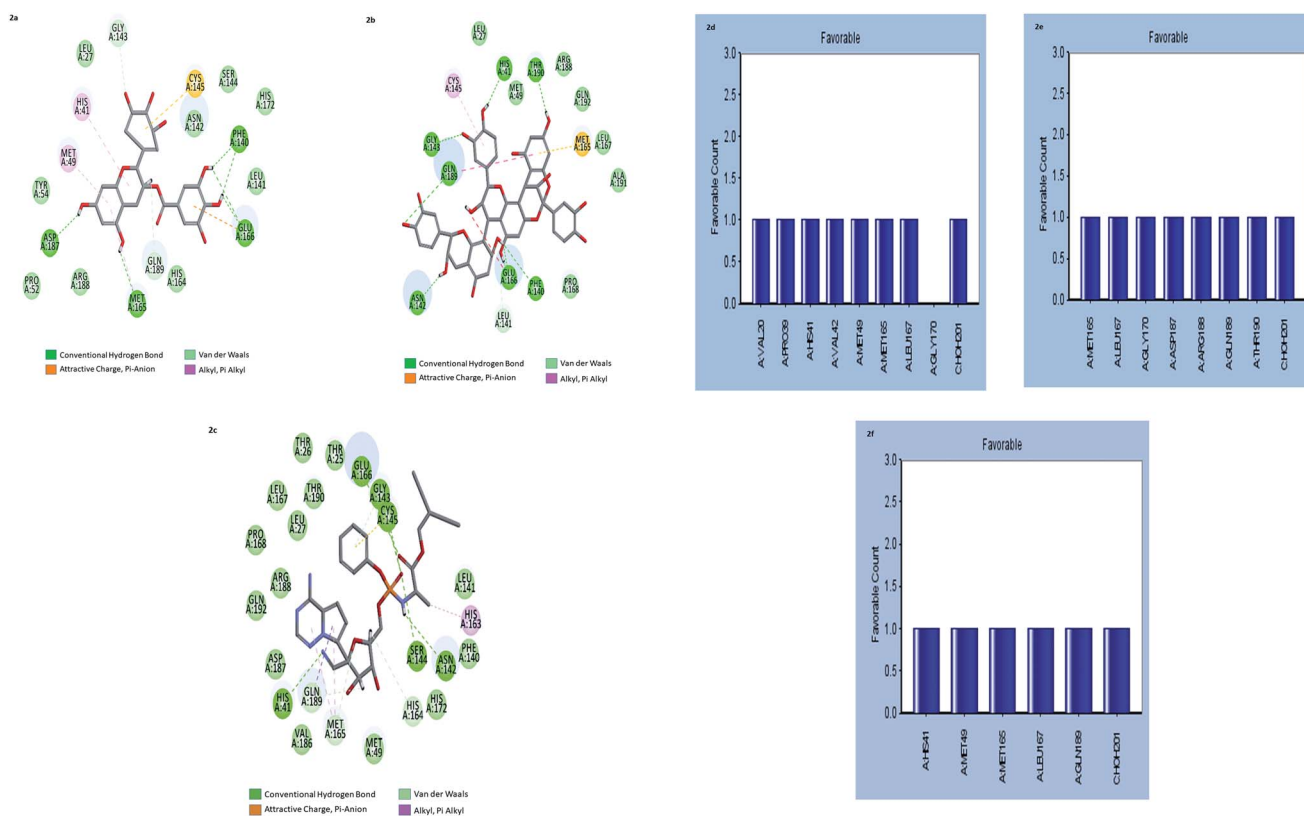 2a
GLY
A:143
LEU
A:27
CYS
A:145
SER
A:144
HIS
A:41
ASN
A:142
HIS
A:172
PHE
A:140
MET
A:49
LEU
A:141
TYR
A:54
ASP
A:187
GLU
A:166
GLN
A:189
HIS
A:164
PRO
A:52
ARG
A:188
MET
A:165
Conventional Hydrogen Bond
Van der Waals
Attractive Charge, Pi-Anion
Alkyl, Pi Alkyl
2b
LEU
A:27
HIS
A:41
THR
A:190
ARG
A:188
CYS
A:145
MET
A:49
GLN
A:192
GLY
A:143
MET
A:165
LEU
A:167
GLN
A:189
ALA
A:191
GLU
A:166
PHE
A:140
PRO
A:168
ASN
A:142
LEU
A:141
Conventional Hydrogen Bond
Van der Waals
Attractive Charge, Pi-Anion
Alkyl, Pi Alkyl
2d
Favorable
Favorable Count
3.0
2.5
2.0
1.5
1.0
0.5
0.0
A:VAL20
A:PRO39
A:HIS41
A:VAL42
A:MET49
A:MET165
A:LEU167
A:GLY170
C:HOH201
2e
Favorable
Favorable Count
3.0
2.5
2.0
1.5
1.0
0.5
0.0
A:MET165
A:LEU167
A:GLY170
A:ASP187
A:ARG188
A:GLN189
A:THR190
C:HOH201
2c
THR
A:26
THR
A:25
GLU
A:166
GLY
A:143
LEU
A:167
THR
A:190
CYS
A:145
LEU
A:27
PRO
A:168
ARG
A:188
LEU
A:141
GLN
A:192
HIS
A:163
ASP
A:187
SER
A:144
ASN
A:142
PHE
A:140
HIS
A:41
GLN
A:189
HIS
A:164
HIS
A:172
VAL
A:186
MET
A:165
MET
A:49
Conventional Hydrogen Bond
Van der Waals
Attractive Charge, Pi-Anion
Alkyl, Pi Alkyl
2f
Favorable
Favorable Count
3.0
2.5
2.0
1.5
1.0
0.5
0.0
A:HIS41
A:MET49
A:MET165
A:LEU167
A:GLN189
C:HOH201